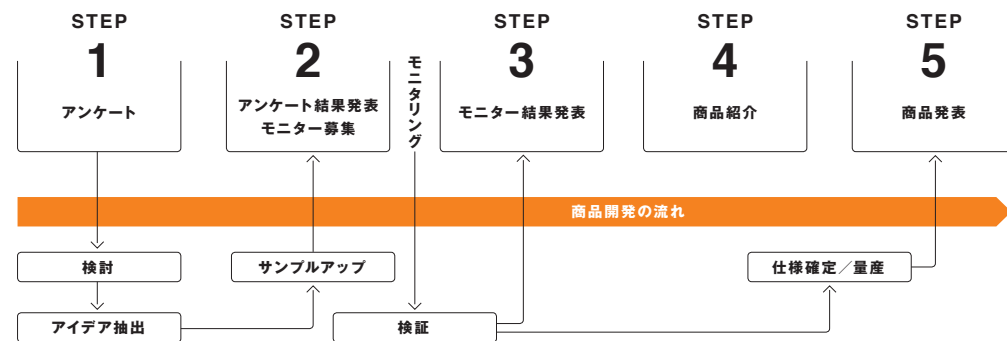 STEP
1
アンケート
STEP
2
アンケート結果発表
モニター募集
モニタリング
STEP
3
モニター結果発表
STEP
4
商品紹介
STEP
5
商品発表
商品開発の流れ
検討
サンプルアップ
仕様確定／量産
アイデア抽出
検証